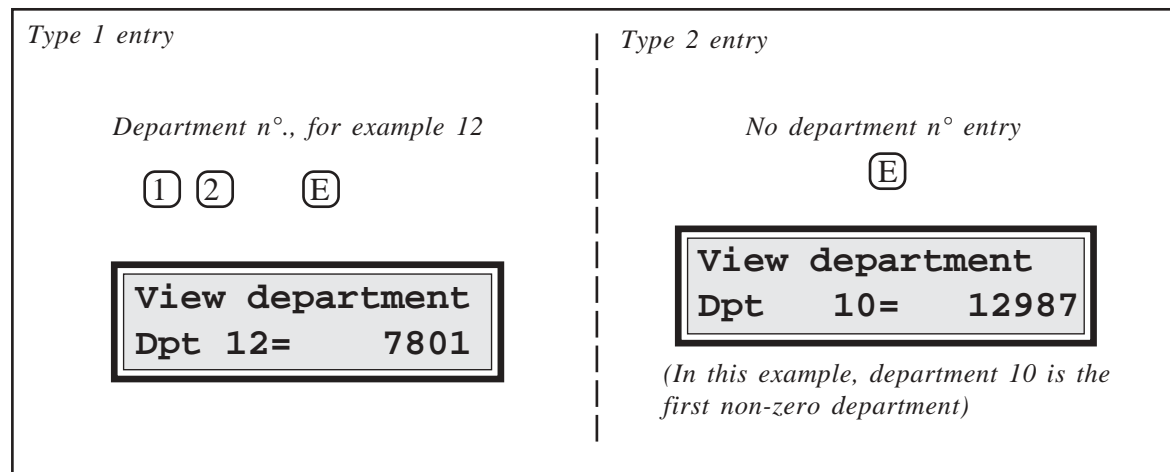 Type 1 entry
Department n°., for example 12
1 2 E
View department
Dpt 12= 7801
Type 2 entry
No department n° entry
E
View department
Dpt 10= 12987
(In this example, department 10 is the
first non-zero department)